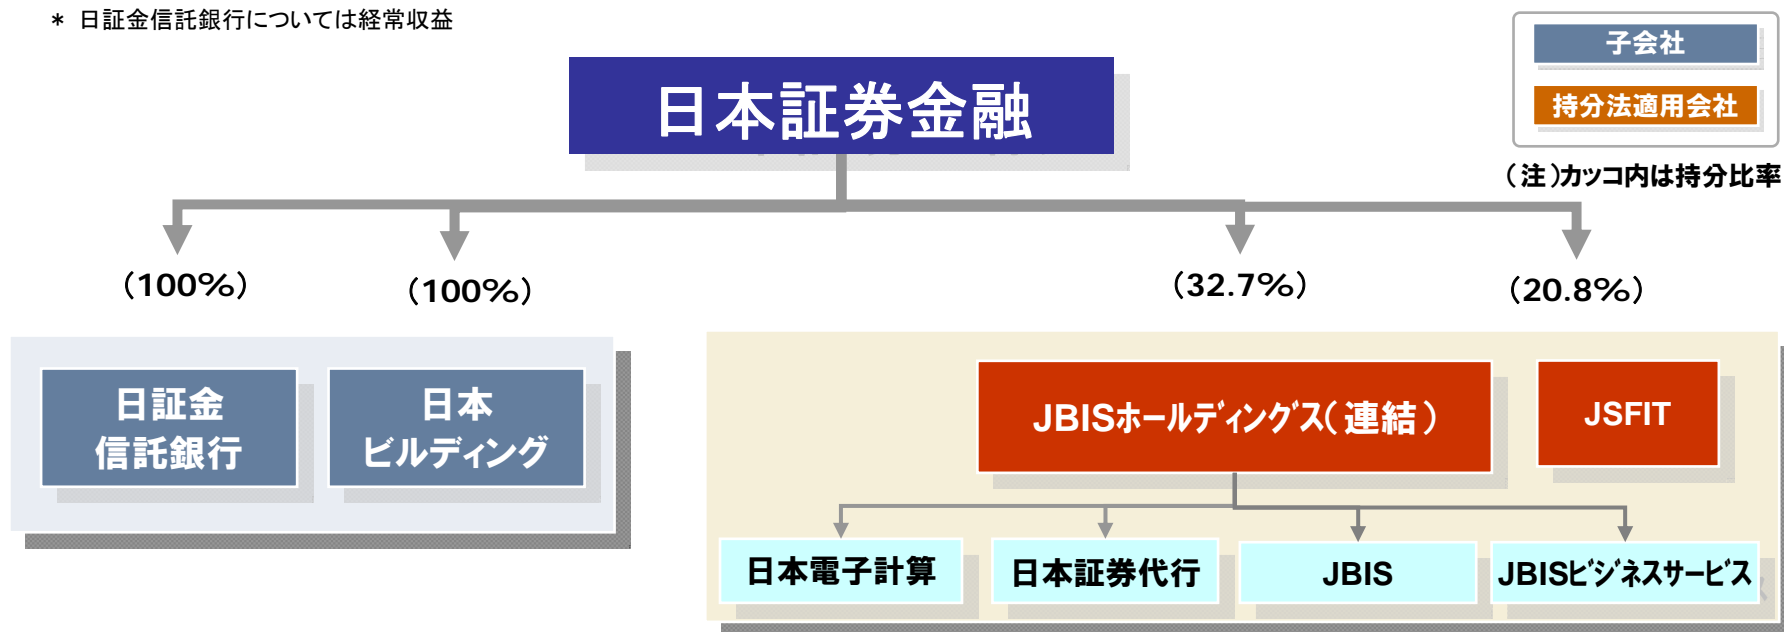 * 日証金信託銀行については経常収益
子会社
持分法適用会社
(注)カッコ内は持分比率
日本証券金融
(100%)
(100%)
(32.7%)
(20.8%)
日証金
信託銀行
日本
ビルディング
JBISホールディングス(連結)
JSFIT
日本電子計算
日本証券代行
JBIS
JBISビジネスサービス